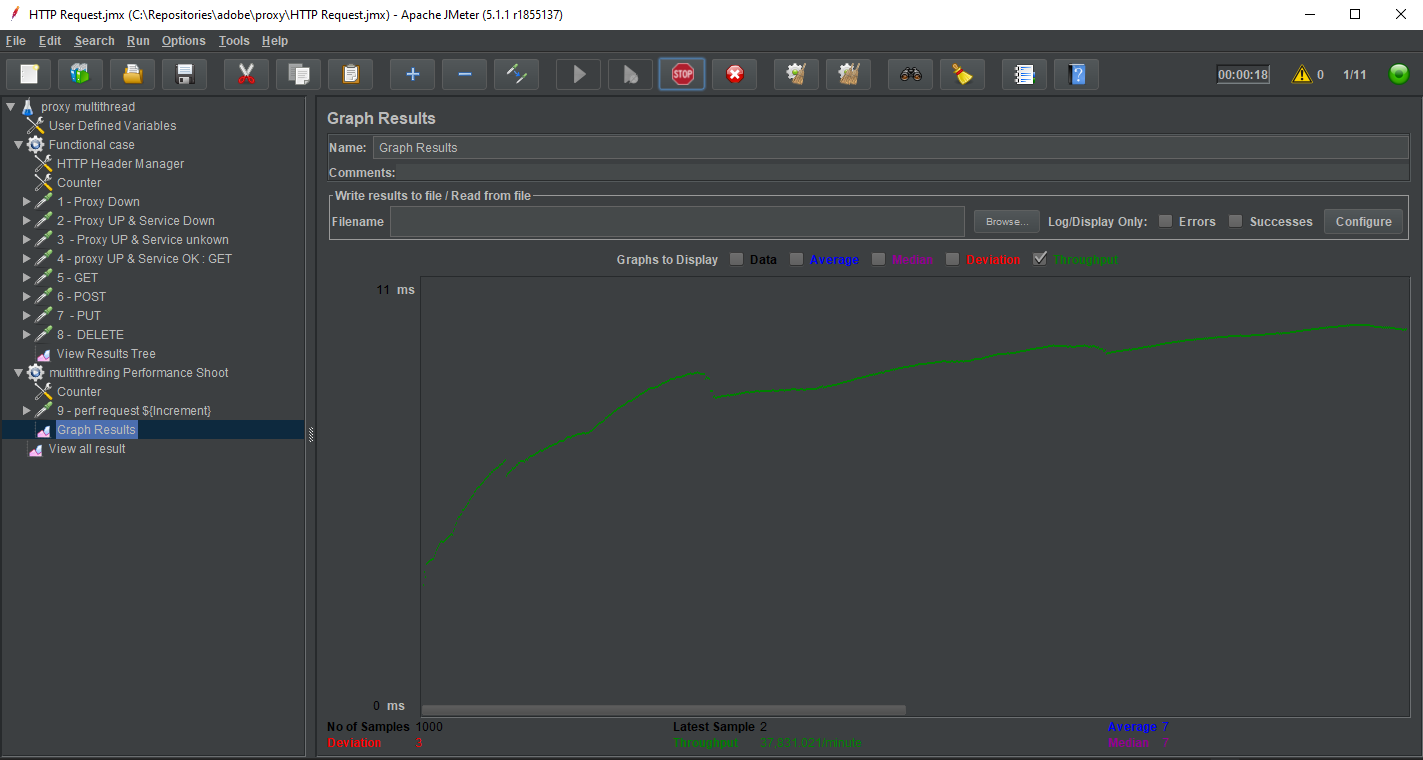 HTTP Request.jmx (C:\Repositories\adobe\proxy\HTTP Request.jmx) - Apache JMeter (5.1.1 r1855137)
File Edit Search Run Options Tools Help
STOP 00:00:18 0 1/11
proxy multithread
User Defined Variables
Functional case
HTTP Header Manager
Counter
1 - Proxy Down
2 - Proxy UP & Service Down
3 - Proxy UP & Service unkown
4 - proxy UP & Service OK : GET
5 - GET
6 - POST
7 - PUT
8 - DELETE
View Results Tree
multithreding Performance Shoot
Counter
9 - perf request ${Increment}
Graph Results
View all result
Graph Results
Name: Graph Results
Comments:
Write results to file / Read from file
Filename Browse... Log/Display Only: Errors Successes Configure
Graphs to Display Data Average Median Deviation Throughput
11 ms
0 ms
No of Samples 1000 Latest Sample 2 Average 7
Deviation 3 Throughput 37,831.021/minute Median